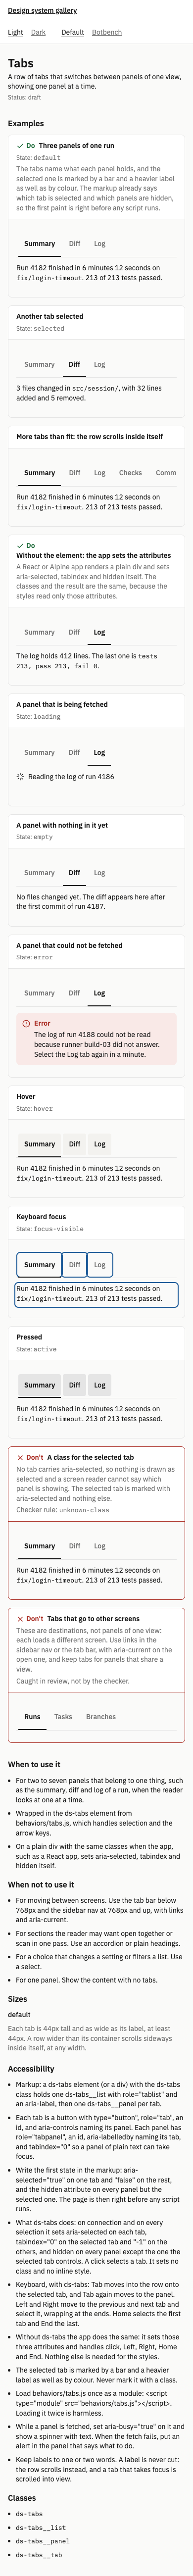 Design system gallery
Light Dark Default Botbench
Tabs
A row of tabs that switches between panels of one view,
showing one panel at a time.
Status: draft
Examples
Do Three panels of one run
State: default
The tabs name what each panel holds, and the
selected one is marked by a bar and a heavier label
as well as by colour. The markup already says
which tab is selected and which panels are hidden,
so the first paint is right before any script runs.
Summary Diff Log
Run 4182 finished in 6 minutes 12 seconds on
fix/login-timeout. 213 of 213 tests passed.
Another tab selected
State: selected
Summary Diff Log
3 files changed in src/session/, with 32 lines
added and 5 removed.
More tabs than fit: the row scrolls inside itself
Summary Diff Log Checks Comm
Run 4182 finished in 6 minutes 12 seconds on
fix/login-timeout. 213 of 213 tests passed.
Do
Without the element: the app sets the attributes
A React or Alpine app renders a plain div and sets
aria-selected, tabindex and hidden itself. The
classes and the result are the same, because the
styles read only those attributes.
Summary Diff Log
The log holds 412 lines. The last one is tests
213, pass 213, fail 0.
A panel that is being fetched
State: loading
Summary Diff Log
Reading the log of run 4186
A panel with nothing in it yet
State: empty
Summary Diff Log
No files changed yet. The diff appears here after
the first commit of run 4187.
A panel that could not be fetched
State: error
Summary Diff Log
Error
The log of run 4188 could not be read
because runner build-03 did not answer.
Select the Log tab again in a minute.
Hover
State: hover
Summary Diff Log
Run 4182 finished in 6 minutes 12 seconds on
fix/login-timeout. 213 of 213 tests passed.
Keyboard focus
State: focus-visible
Summary Diff Log
Run 4182 finished in 6 minutes 12 seconds on
fix/login-timeout. 213 of 213 tests passed.
Pressed
State: active
Summary Diff Log
Run 4182 finished in 6 minutes 12 seconds on
fix/login-timeout. 213 of 213 tests passed.
Don't A class for the selected tab
No tab carries aria-selected, so nothing is drawn as
selected and a screen reader cannot say which
panel is showing. The selected tab is marked with
aria-selected and nothing else.
Checker rule: unknown-class
Summary Diff Log
Run 4182 finished in 6 minutes 12 seconds on
fix/login-timeout. 213 of 213 tests passed.
Don't Tabs that go to other screens
These are destinations, not panels of one view:
each loads a different screen. Use links in the
sidebar nav or the tab bar, with aria-current on the
open one, and keep tabs for panels that share a
view.
Caught in review, not by the checker.
Runs Tasks Branches
When to use it
For two to seven panels that belong to one thing, such
as the summary, diff and log of a run, when the reader
looks at one at a time.
Wrapped in the ds-tabs element from
behaviors/tabs.js, which handles selection and the
arrow keys.
On a plain div with the same classes when the app,
such as a React app, sets aria-selected, tabindex and
hidden itself.
When not to use it
For moving between screens. Use the tab bar below
768px and the sidebar nav at 768px and up, with links
and aria-current.
For sections the reader may want open together or
scan in one pass. Use an accordion or plain headings.
For a choice that changes a setting or filters a list. Use
a select.
For one panel. Show the content with no tabs.
Sizes
default
Each tab is 44px tall and as wide as its label, at least
44px. A row wider than its container scrolls sideways
inside itself, at any width.
Accessibility
Markup: a ds-tabs element (or a div) with the ds-tabs
class holds one ds-tabs__list with role="tablist" and
an aria-label, then one ds-tabs__panel per tab.
Each tab is a button with type="button", role="tab", an
id, and aria-controls naming its panel. Each panel has
role="tabpanel", an id, aria-labelledby naming its tab,
and tabindex="0" so a panel of plain text can take
focus.
Write the first state in the markup: aria-
selected="true" on one tab and "false" on the rest,
and the hidden attribute on every panel but the
selected one. The page is then right before any script
runs.
What ds-tabs does: on connection and on every
selection it sets aria-selected on each tab,
tabindex="0" on the selected tab and "-1" on the
others, and hidden on every panel except the one the
selected tab controls. A click selects a tab. It sets no
class and no inline style.
Keyboard, with ds-tabs: Tab moves into the row onto
the selected tab, and Tab again moves to the panel.
Left and Right move to the previous and next tab and
select it, wrapping at the ends. Home selects the first
tab and End the last.
Without ds-tabs the app does the same: it sets those
three attributes and handles click, Left, Right, Home
and End. Nothing else is needed for the styles.
The selected tab is marked by a bar and a heavier
label as well as by colour. Never mark it with a class.
Load behaviors/tabs.js once as a module: <script
type="module" src="behaviors/tabs.js"></script>.
Loading it twice is harmless.
While a panel is fetched, set aria-busy="true" on it and
show a spinner with text. When the fetch fails, put an
alert in the panel that says what to do.
Keep labels to one or two words. A label is never cut:
the row scrolls instead, and a tab that takes focus is
scrolled into view.
Classes
ds-tabs
ds-tabs__list
ds-tabs__panel
ds-tabs__tab